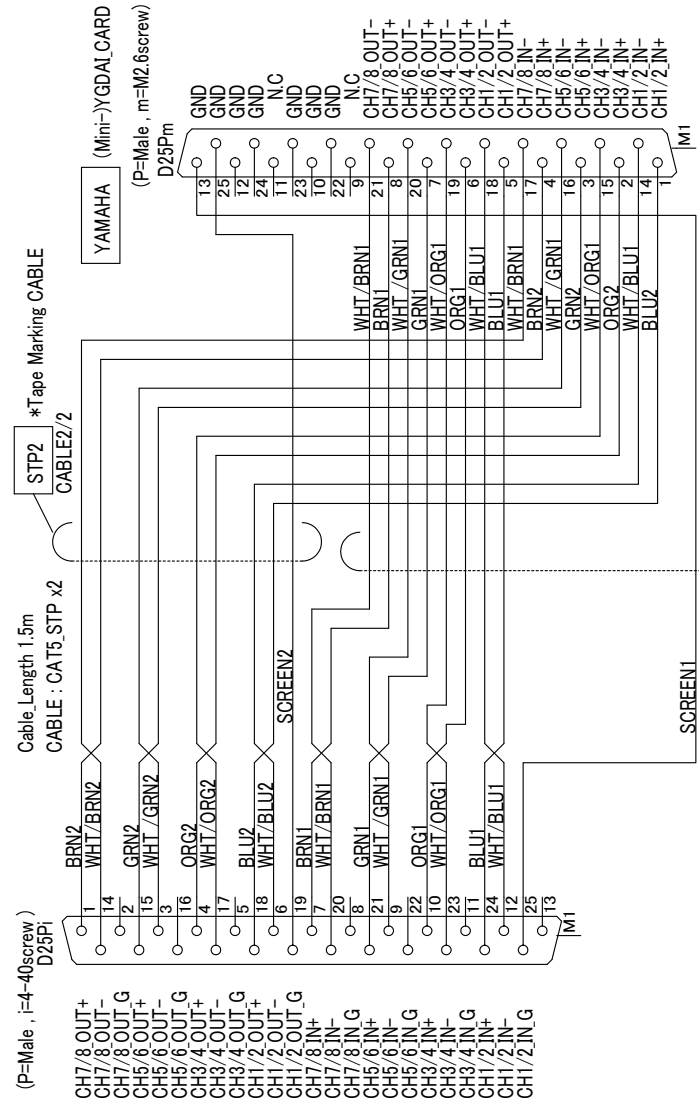 (P=Male , i=4-40screw )
D25Pi
CH7/8_OUT+
CH7/8_OUT-
CH7/8_OUT_G
CH5/6_OUT+
CH5/6_OUT-
CH5/6_OUT_G
CH3/4_OUT+
CH3/4_OUT-
CH3/4_OUT_G
CH1/2_OUT+
CH1/2_OUT-
CH1/2_OUT_G
CH7/8_IN+
CH7/8_IN-
CH7/8_IN_G
CH5/6_IN+
CH5/6_IN-
CH5/6_IN_G
CH3/4_IN+
CH3/4_IN-
CH3/4_IN_G
CH1/2_IN+
CH1/2_IN-
CH1/2_IN_G
1
14
2
15
3
16
4
17
5
18
6
19
7
20
8
21
9
22
10
23
11
24
12
25
13
M1
BRN2
WHT/BRN2
GRN2
WHT /GRN2
ORG2
WHT/ORG2
BLU2
WHT/BLU2
SCREEN2
BRN1
WHT/BRN1
GRN1
WHT /GRN1
ORG1
WHT/ORG1
BLU1
WHT/BLU1
SCREEN1
Cable_Length 1.5m
CABLE : CAT5_STP x2
STP2
*Tape Marking CABLE
CABLE2/2
WHT/BRN1
BRN1
WHT /GRN1
GRN1
WHT/ORG1
ORG1
WHT/BLU1
BLU1
WHT/BRN1
BRN2
WHT /GRN1
GRN2
WHT/ORG1
ORG2
WHT/BLU1
BLU2
YAMAHA
(Mini-)YGDAI_CARD
(P=Male , m=M2.6screw)
D25Pm
13
25
12
24
11
23
10
22
9
21
8
20
7
19
6
18
5
17
4
16
3
15
2
14
1
M1
GND
GND
GND
GND
N.C
GND
GND
GND
N.C
CH7/8_OUT-
CH7/8_OUT+
CH5/6_OUT-
CH5/6_OUT+
CH3/4_OUT-
CH3/4_OUT+
CH1/2_OUT-
CH1/2_OUT+
CH7/8_IN-
CH7/8_IN+
CH5/6_IN-
CH5/6_IN+
CH3/4_IN-
CH3/4_IN+
CH1/2_IN-
CH1/2_IN+